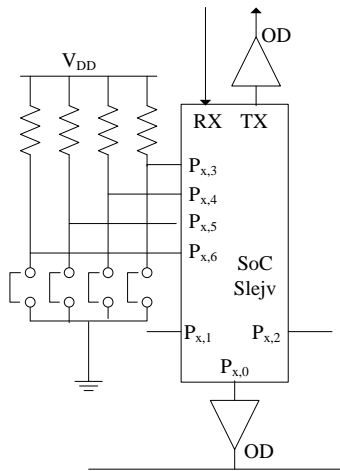 OD
V_DD
RX TX
P_x,3
P_x,4
P_x,5
P_x,6
SoC
Slejv
P_x,1 P_x,2
P_x,0
OD